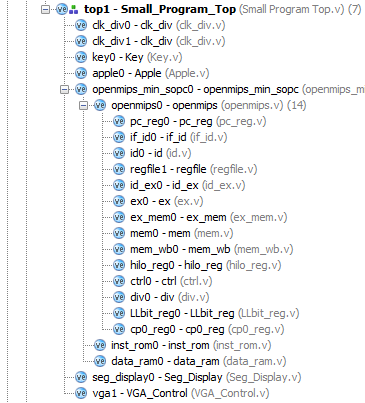 top1 - Small_Program_Top (Small Program Top.v) (7)
clk_div0 - clk_div (clk_div.v)
clk_div1 - clk_div (clk_div.v)
key0 - Key (Key.v)
apple0 - Apple (Apple.v)
openmips_min_sopc0 - openmips_min_sopc (openmips_m
openmips0 - openmips (openmips.v) (14)
pc_reg0 - pc_reg (pc_reg.v)
if_id0 - if_id (if_id.v)
id0 - id (id.v)
regfile1 - regfile (regfile.v)
id_ex0 - id_ex (id_ex.v)
ex0 - ex (ex.v)
ex_mem0 - ex_mem (ex_mem.v)
mem0 - mem (mem.v)
mem_wb0 - mem_wb (mem_wb.v)
hilo_reg0 - hilo_reg (hilo_reg.v)
ctrl0 - ctrl (ctrl.v)
div0 - div (div.v)
LLbit_reg0 - LLbit_reg (LLbit_reg.v)
cp0_reg0 - cp0_reg (cp0_reg.v)
inst_rom0 - inst_rom (inst_rom.v)
data_ram0 - data_ram (data_ram.v)
seg_display0 - Seg_Display (Seg_Display.v)
vga1 - VGA_Control (VGA_Control.v)